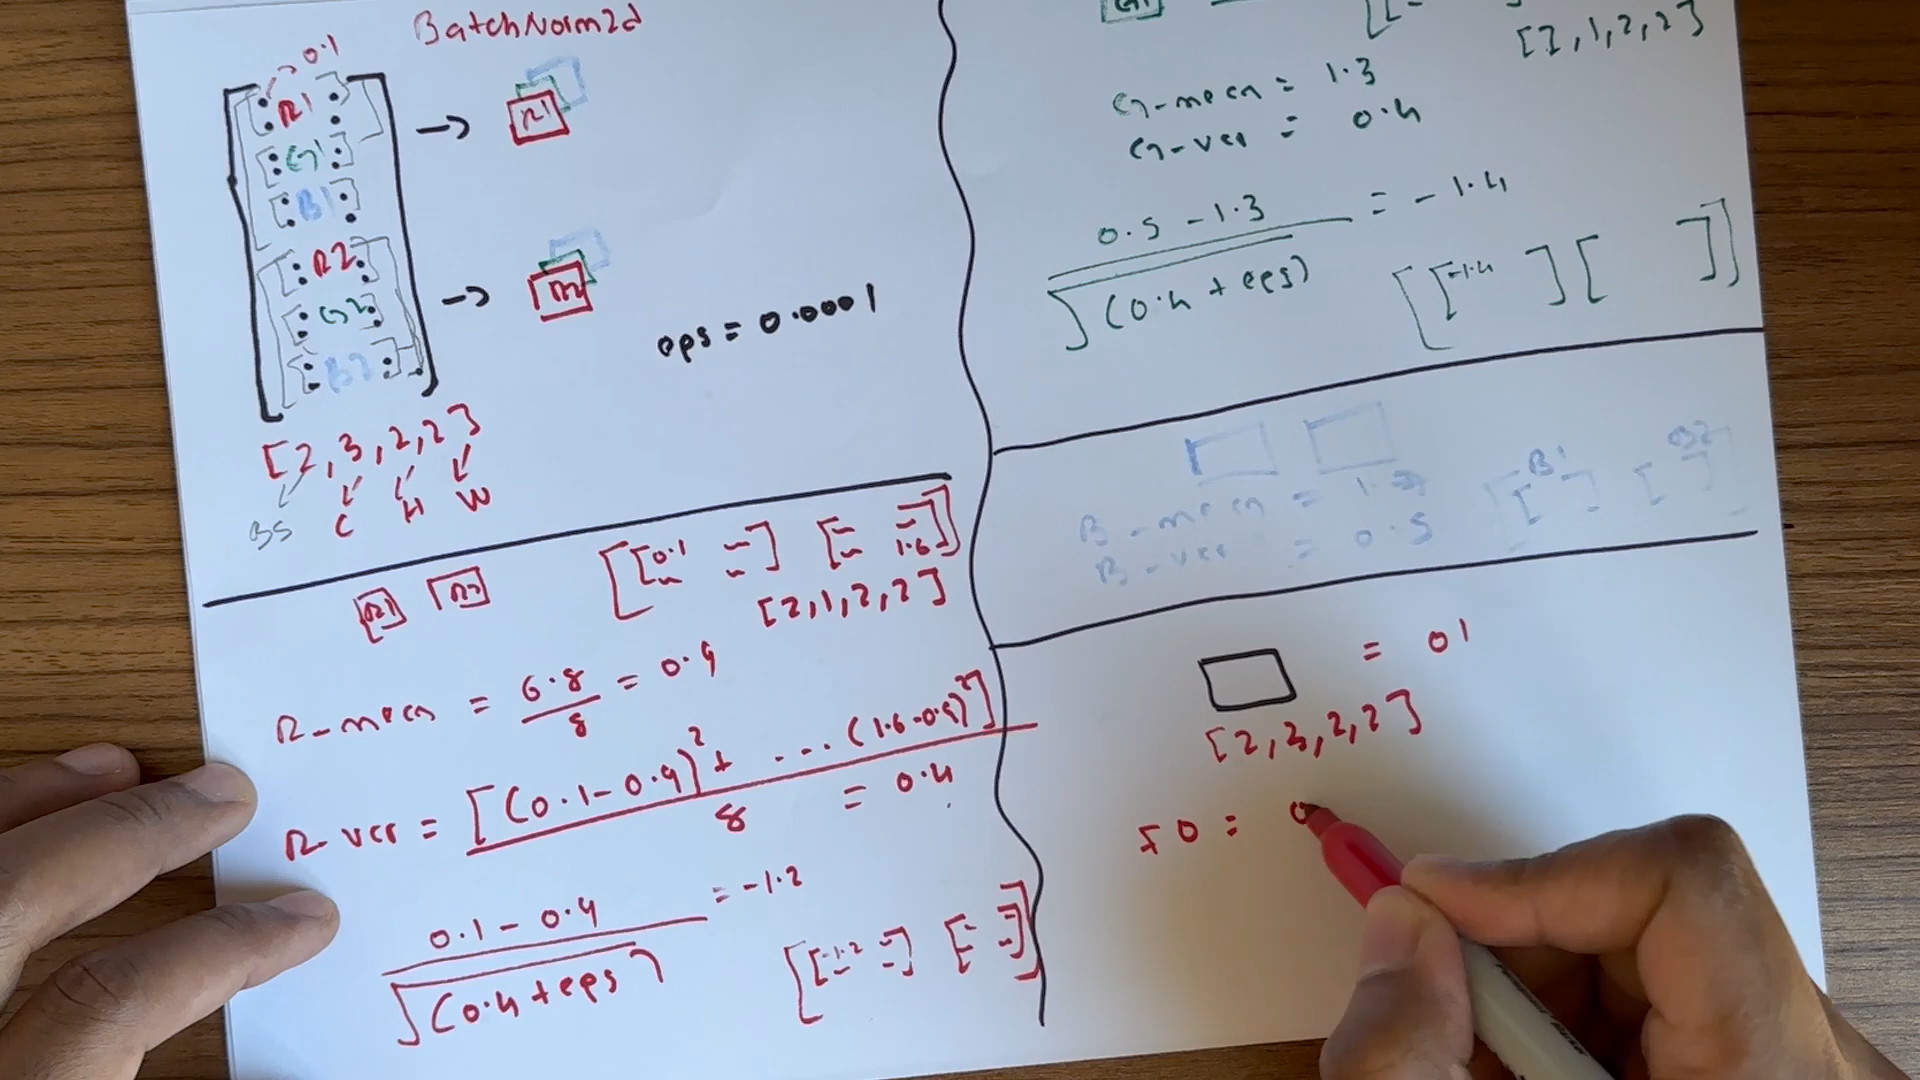 BatchNorm2d
0.1
R1
G1
B1
R2
G2
B2
→ R1
→ R2
eps = 0.0001
[2,3,2,2]
BS C H W
R1 R2
[[0.1
1.6]]
[2,1,2,2]
R-mean = 6.8/8 = 0.9
R-var = [(0.1-0.9)² + ... (1.6-0.9)²]/8 = 0.4
0.1-0.9/√(0.4+eps) = -1.2
[[-1.2 ] [ ]]
G1
[2,1,2,2]
G-mean = 1.3
G-var = 0.4
0.5-1.3/√(0.4+eps) = -1.4
[[-1.4 ] [ ]]
B-mean =
B-var = 0.5
B1 B2
= 01
[2,3,2,2]